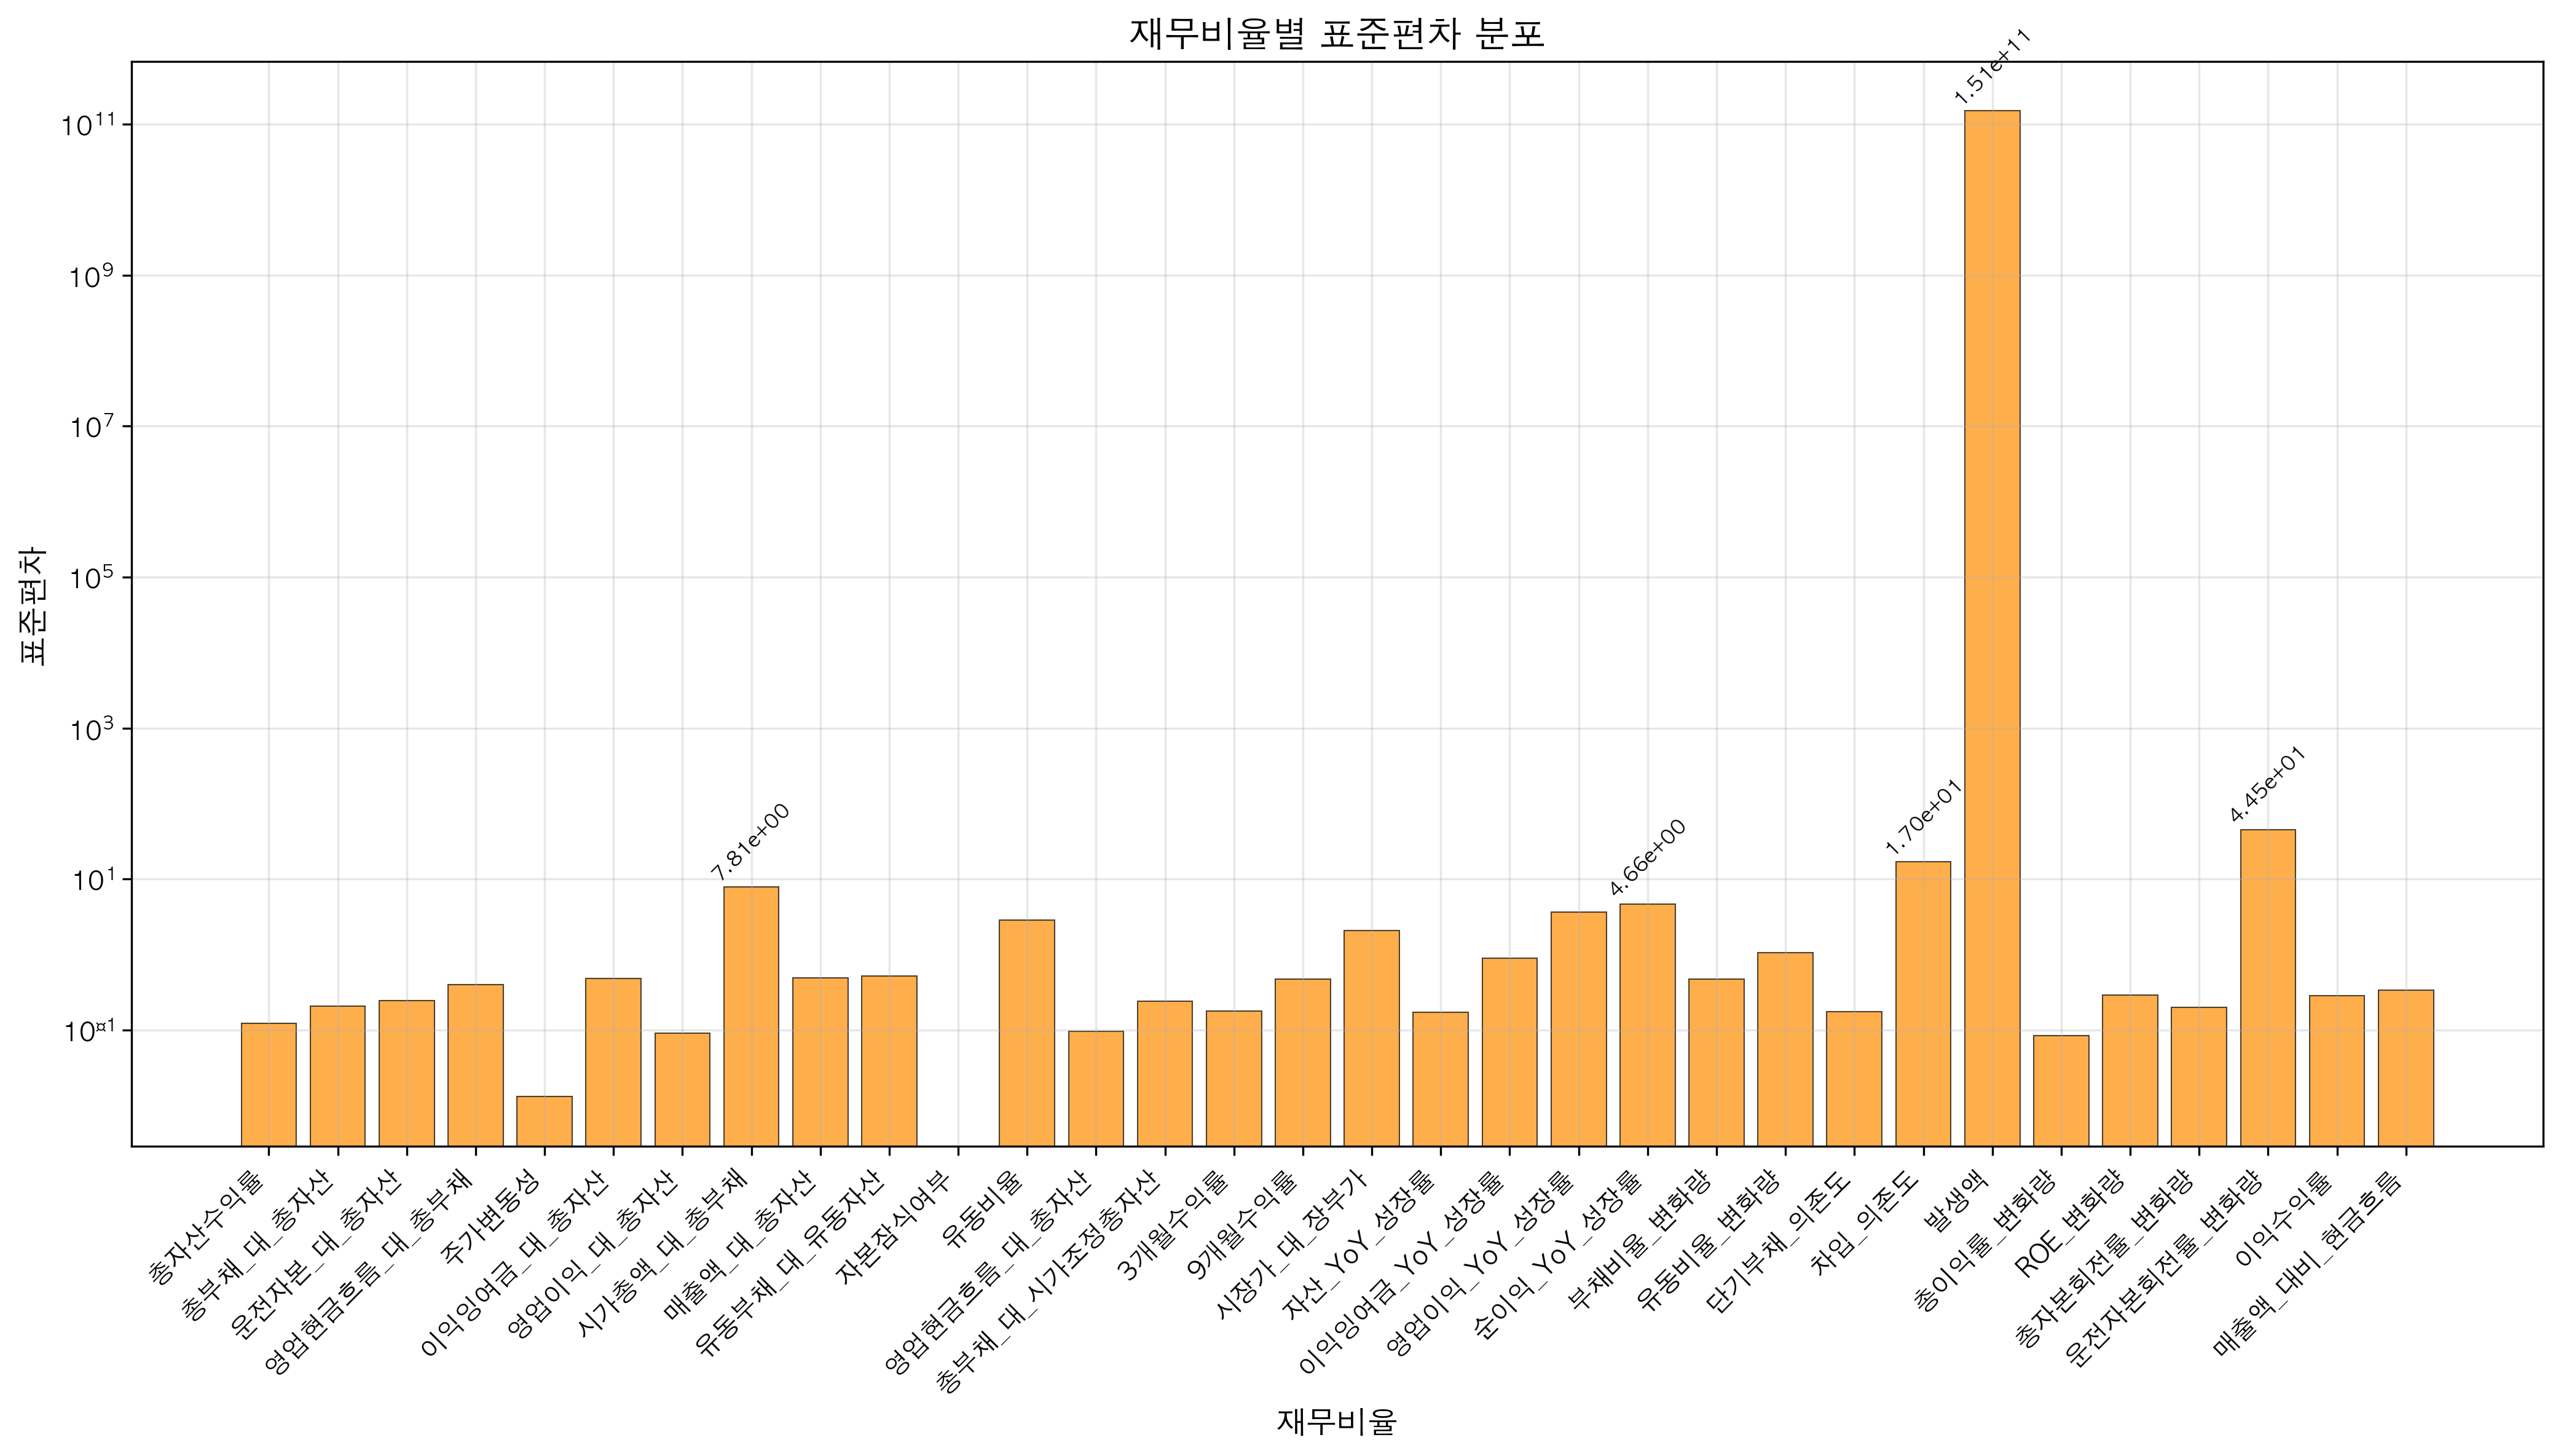 재무비율별 표준편차 분포
표준편차
10¹¹
10⁹
10⁷
10⁵
10³
10¹
10¤¹
7.81e+00
4.66e+00
1.70e+01
1.51e+11
4.45e+01
총자산수익률
총부채_대_총자산
운전자본_대_총자산
영업현금흐름_대_총부채
주가변동성
이익잉여금_대_총자산
영업이익_대_총자산
시가총액_대_총부채
매출액_대_총자산
유동부채_대_유동자산
자본잠식여부
유동비율
영업현금흐름_대_총자산
총부채_대_시가조정총자산
3개월수익률
9개월수익률
시장가_대_장부가
자산_YoY_성장률
이익잉여금_YoY_성장률
영업이익_YoY_성장률
순이익_YoY_성장률
부채비율_변화량
유동비율_변화량
단기부채_의존도
차입_의존도
발생액
총이익률_변화량
ROE_변화량
총자본회전률_변화량
운전자본회전률_변화량
이익수익률
매출액_대비_현금흐름
재무비율